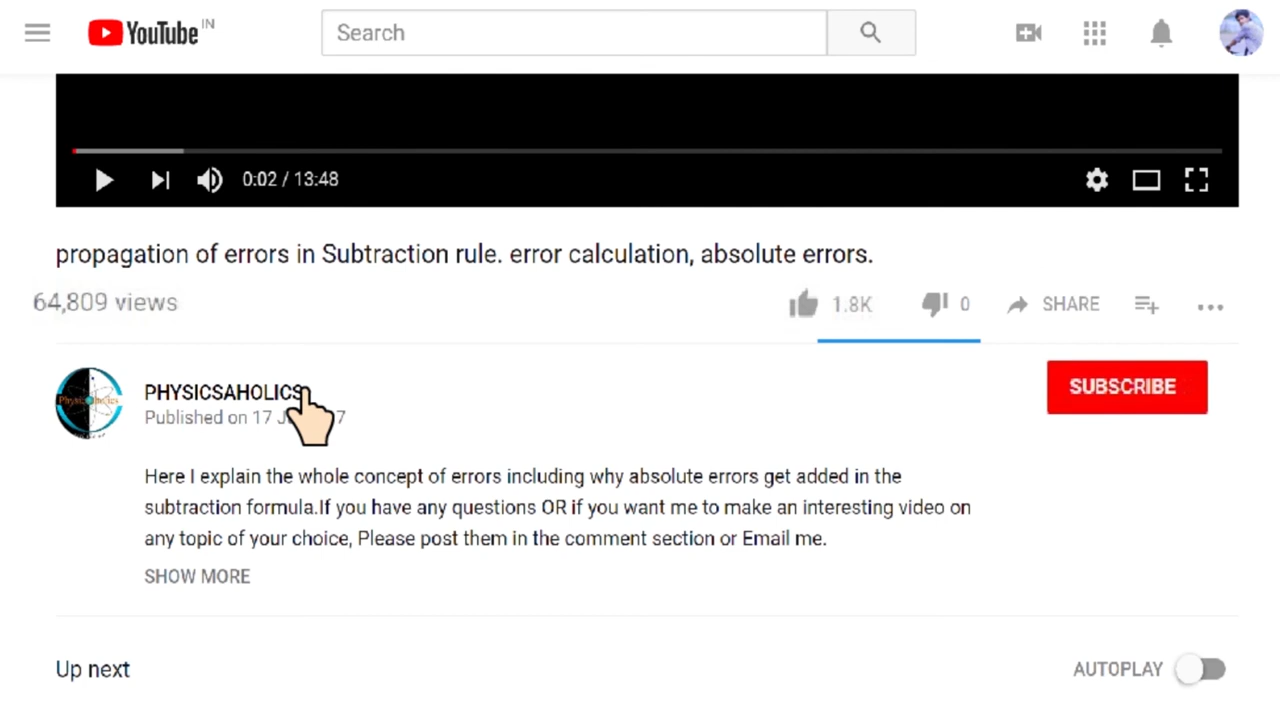 YouTube IN
Search
0:02 / 13:48
propagation of errors in Subtraction rule. error calculation, absolute errors.
64,809 views
1.8K
0
SHARE
PHYSICSAHOLICS
SUBSCRIBE
Published on 17
Here I explain the whole concept of errors including why absolute errors get added in the
subtraction formula.If you have any questions OR if you want me to make an interesting video on
any topic of your choice, Please post them in the comment section or Email me.
SHOW MORE
Up next
AUTOPLAY